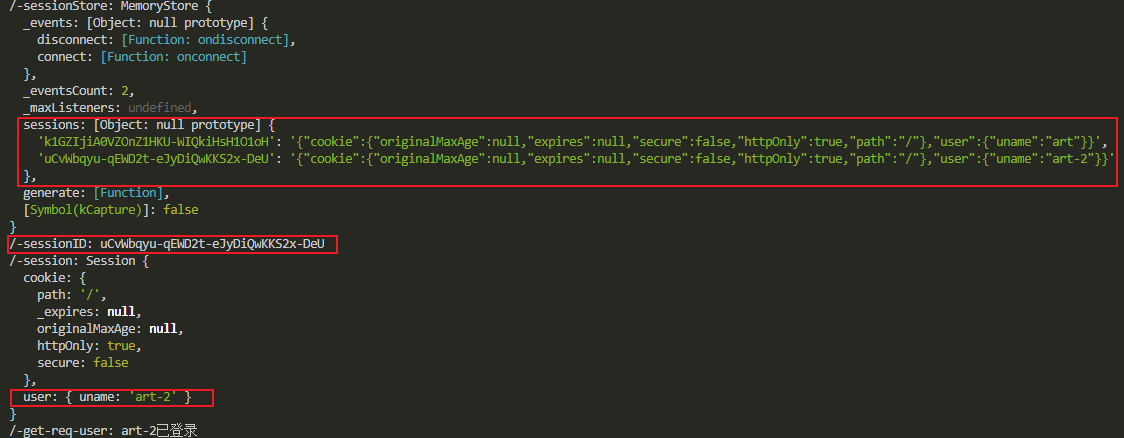 /-sessionStore: MemoryStore {
  _events: [Object: null prototype] {
    disconnect: [Function: ondisconnect],
    connect: [Function: onconnect]
  },
  _eventsCount: 2,
  _maxListeners: undefined,
  sessions: [Object: null prototype] {
    'k1GZIjiA0VZOnZ1HKU-WIQkiHsH1O1oH': '{"cookie":{"originalMaxAge":null,"expires":null,"secure":false,"httpOnly":true,"path":"/"},"user":{"uname":"art"}}',
    'uCvWbqyu-qEWD2t-eJyDiQwKKS2x-DeU': '{"cookie":{"originalMaxAge":null,"expires":null,"secure":false,"httpOnly":true,"path":"/"},"user":{"uname":"art-2"}}'
  },
  generate: [Function],
  [Symbol(kCapture)]: false
}
/-sessionID: uCvWbqyu-qEWD2t-eJyDiQwKKS2x-DeU
/-session: Session {
  cookie: {
    path: '/',
    _expires: null,
    originalMaxAge: null,
    httpOnly: true,
    secure: false
  },
  user: { uname: 'art-2' }
}
/-get-req-user: art-2已登录